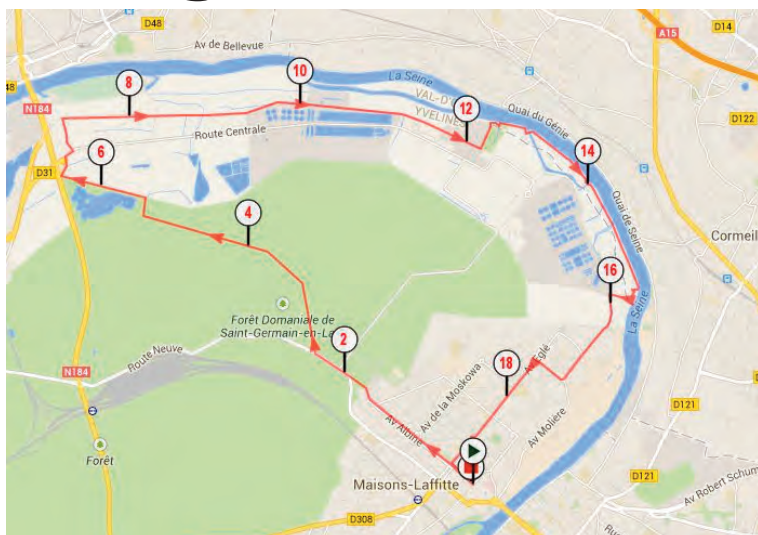 D48
D14
Av de Bellevue
A15
48
8
10
La Seine
N184
VAL-D'
YVELINES
12
Quai du Génie
D122
Route Centrale
D31
6
14
Quai de Seine
4
Cormeil
16
La Seine
Forêt Domaniale de
Saint-Germain-en-La
2
Route Neuve
Av Eglé
N184
18
Av de la Moskowa
D121
Av Albine
Av Molière
Forêt
Maisons-Laffitte
D121
Av Robert Schum
D308